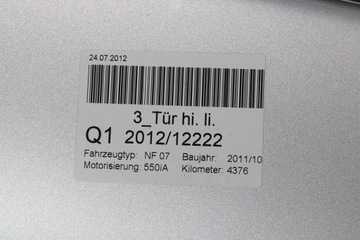 24.07.2012
3_Tür hi. li.
Q1 2012/12222
Fahrzeugtyp: NF 07 Baujahr: 2011/10
Motorisierung: 550iA Kilometer: 4376